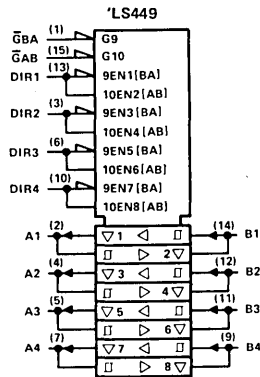 'LS449
G̅BA (1) G9
G̅AB (15) G10
DIR1 (13) 9EN1[BA]
10EN2[AB]
DIR2 (3) 9EN3[BA]
10EN4[AB]
DIR3 (6) 9EN5[BA]
10EN6[AB]
DIR4 (10) 9EN7[BA]
10EN8[AB]
A1 (2) ▽ 1 ◁ (14) B1
▷ 2 ▽
A2 (4) ▽ 3 ◁ (12) B2
▷ 4 ▽
A3 (5) ▽ 5 ◁ (11) B3
▷ 6 ▽
A4 (7) ▽ 7 ◁ (9) B4
▷ 8 ▽